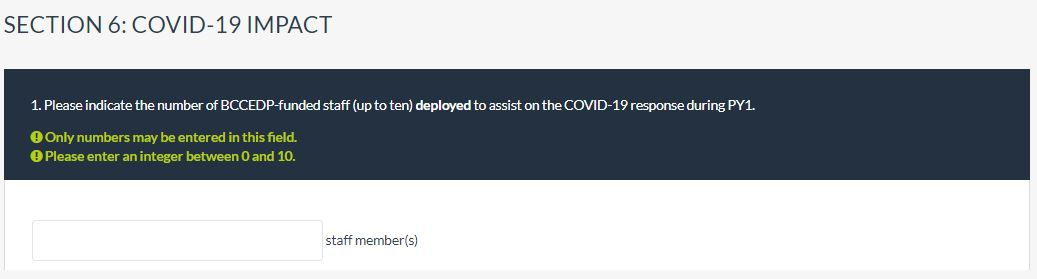 SECTION 6: COVID-19 IMPACT
1. Please indicate the number of BCCEDP-funded staff (up to ten) deployed to assist on the COVID-19 response during PY1.
Only numbers may be entered in this field.
Please enter an integer between 0 and 10.
staff member(s)